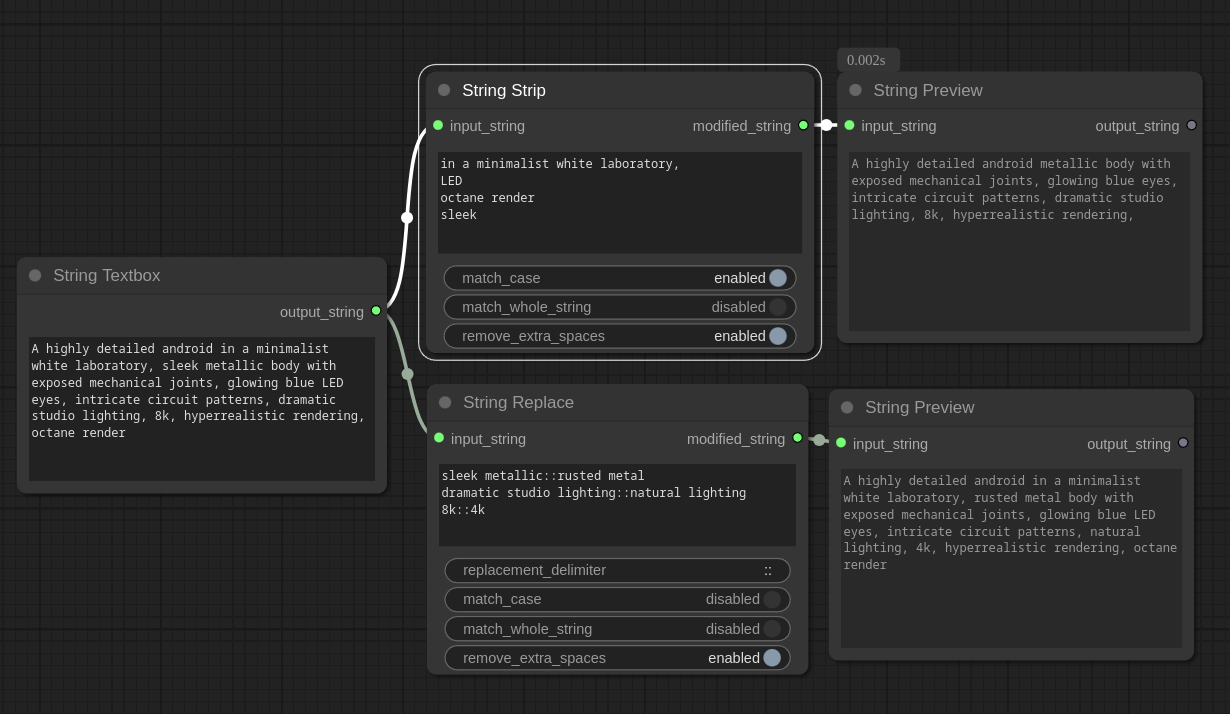 0.002s
String Strip
input_string
modified_string
in a minimalist white laboratory,
LED
octane render
sleek
match_case
enabled
match_whole_string
disabled
remove_extra_spaces
enabled
String Preview
input_string
output_string
A highly detailed android metallic body with
exposed mechanical joints, glowing blue eyes,
intricate circuit patterns, dramatic studio
lighting, 8k, hyperrealistic rendering,
String Textbox
output_string
A highly detailed android in a minimalist
white laboratory, sleek metallic body with
exposed mechanical joints, glowing blue LED
eyes, intricate circuit patterns, dramatic
studio lighting, 8k, hyperrealistic rendering,
octane render
String Replace
input_string
modified_string
sleek metallic::rusted metal
dramatic studio lighting::natural lighting
8k::4k
replacement_delimiter
::
match_case
disabled
match_whole_string
disabled
remove_extra_spaces
enabled
String Preview
input_string
output_string
A highly detailed android in a minimalist
white laboratory, rusted metal body with
exposed mechanical joints, glowing blue LED
eyes, intricate circuit patterns, natural
lighting, 4k, hyperrealistic rendering, octane
render